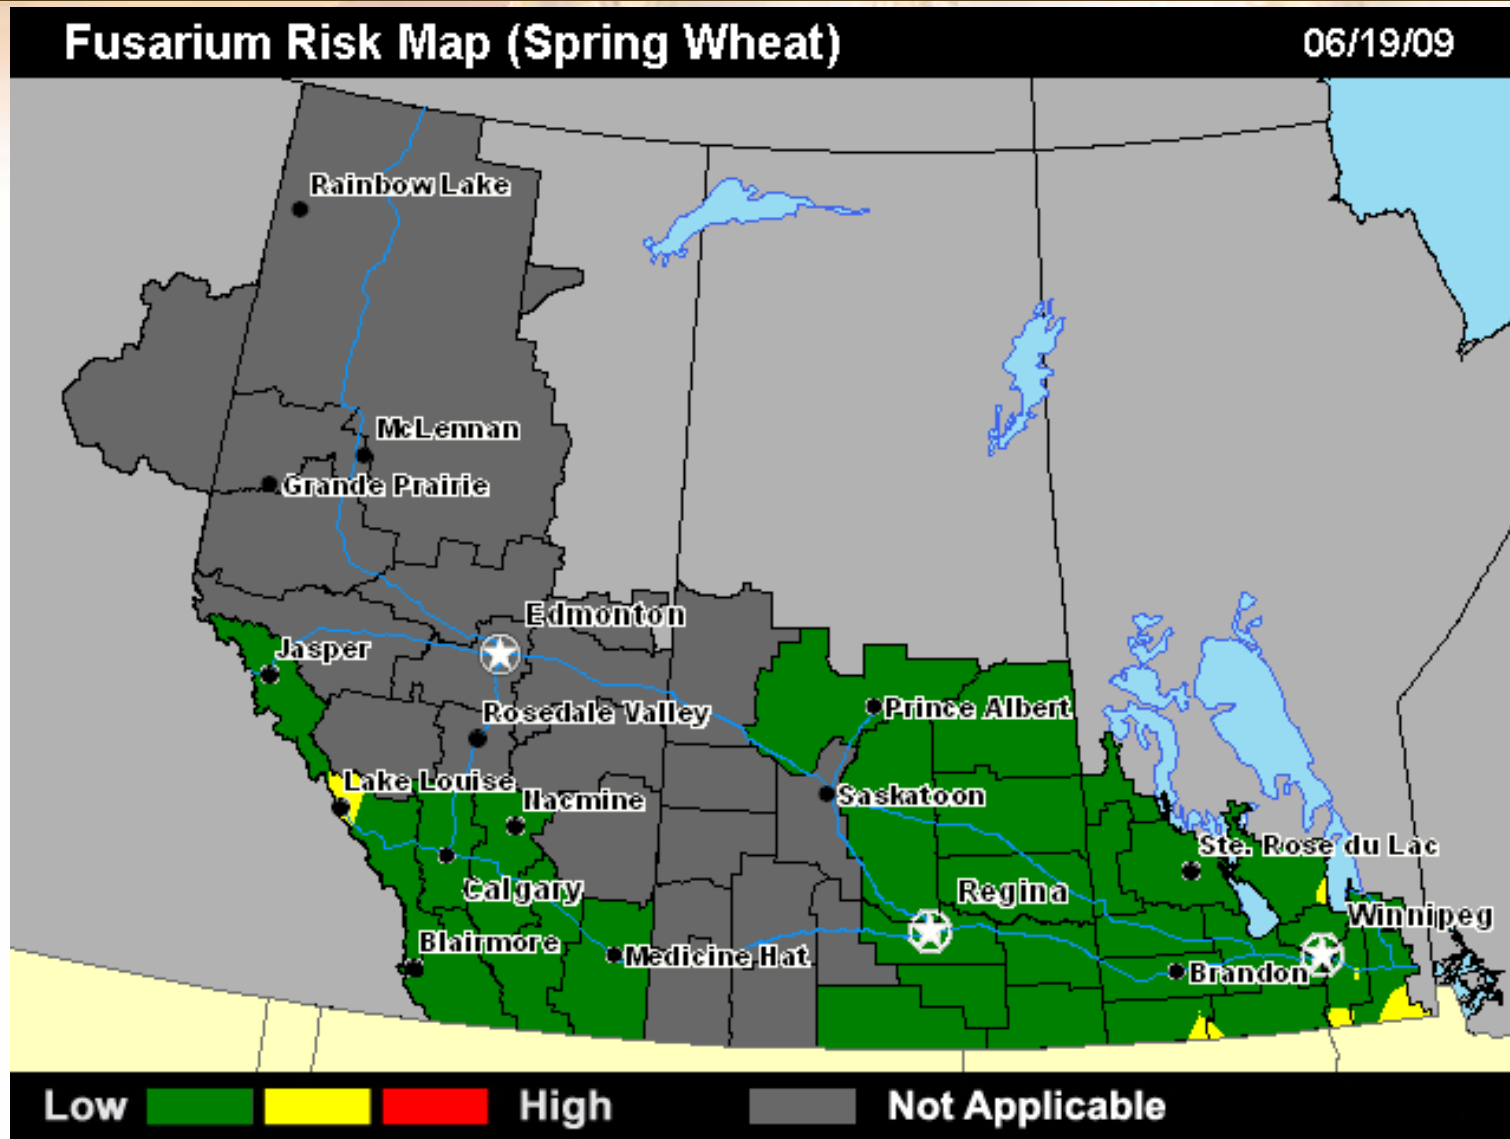 Fusarium Risk Map (Spring Wheat) 06/19/09
Rainbow Lake
McLennan
Grande Prairie
Edmonton
Jasper
Prince Albert
Rosedale Valley
Lake Louise
Nacmine
Saskatoon
Ste. Rose du Lac
Calgary
Regina
Winnipeg
Blairmore
Medicine Hat
Brandon
Low High Not Applicable